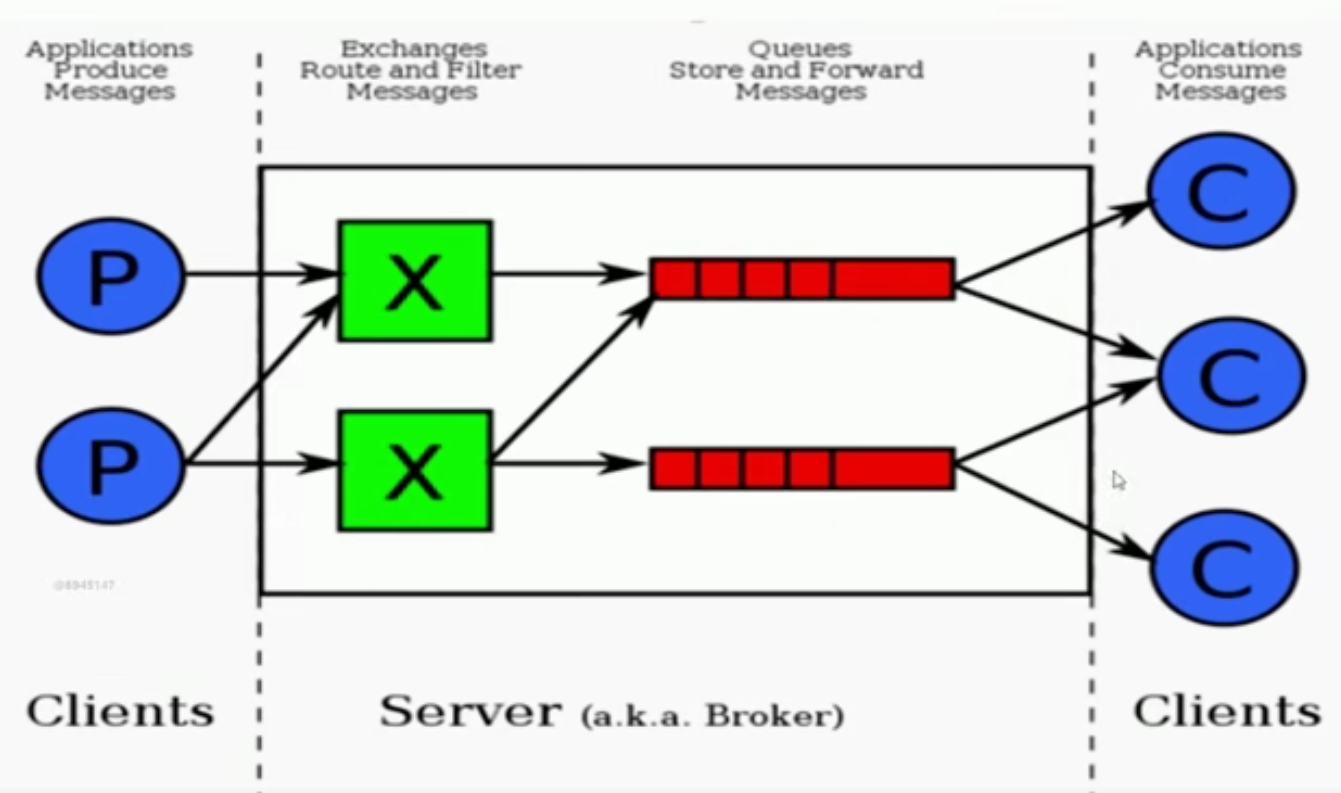 Applications
Produce
Messages
Exchanges
Route and Filter
Messages
Queues
Store and Forward
Messages
Applications
Consume
Messages
P
X
C
C
P
X
C
@6945147
Clients
Server (a.k.a. Broker)
Clients